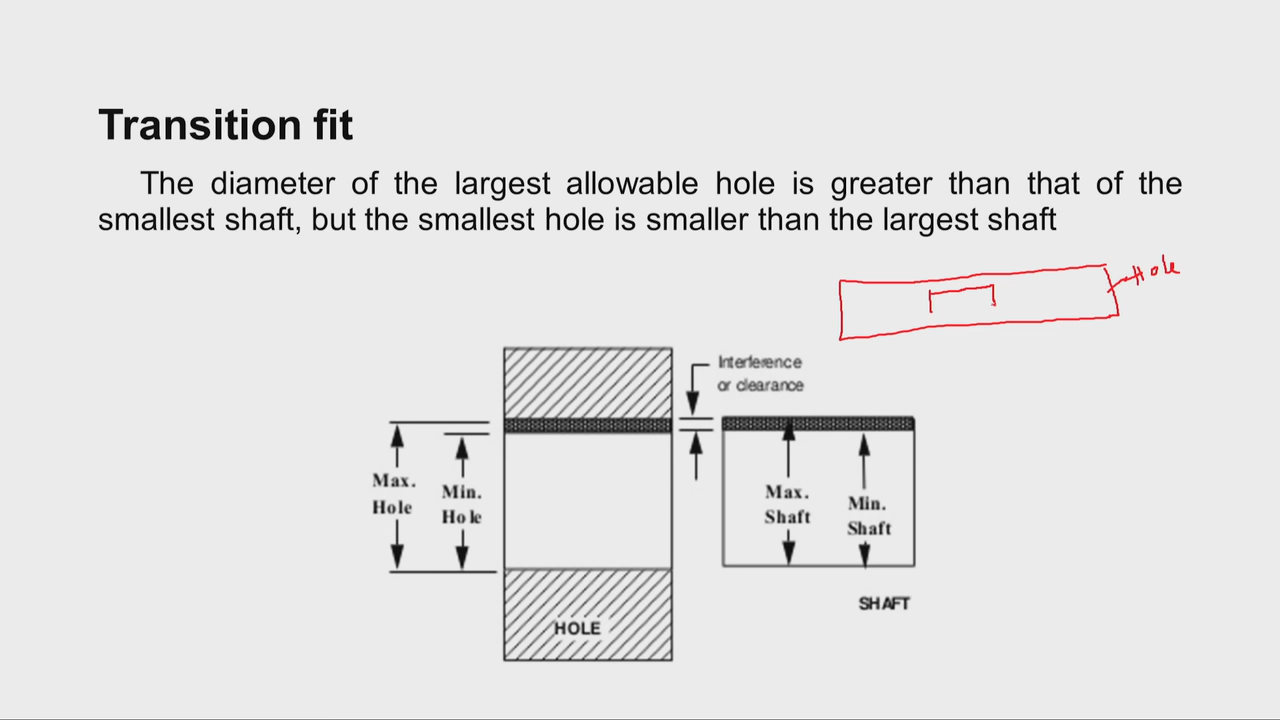 Transition fit
The diameter of the largest allowable hole is greater than that of the
smallest shaft, but the smallest hole is smaller than the largest shaft
Hole
Interference
or clearance
Max.
Hole
Min.
Hole
Max.
Shaft
Min.
Shaft
SHAFT
HOLE